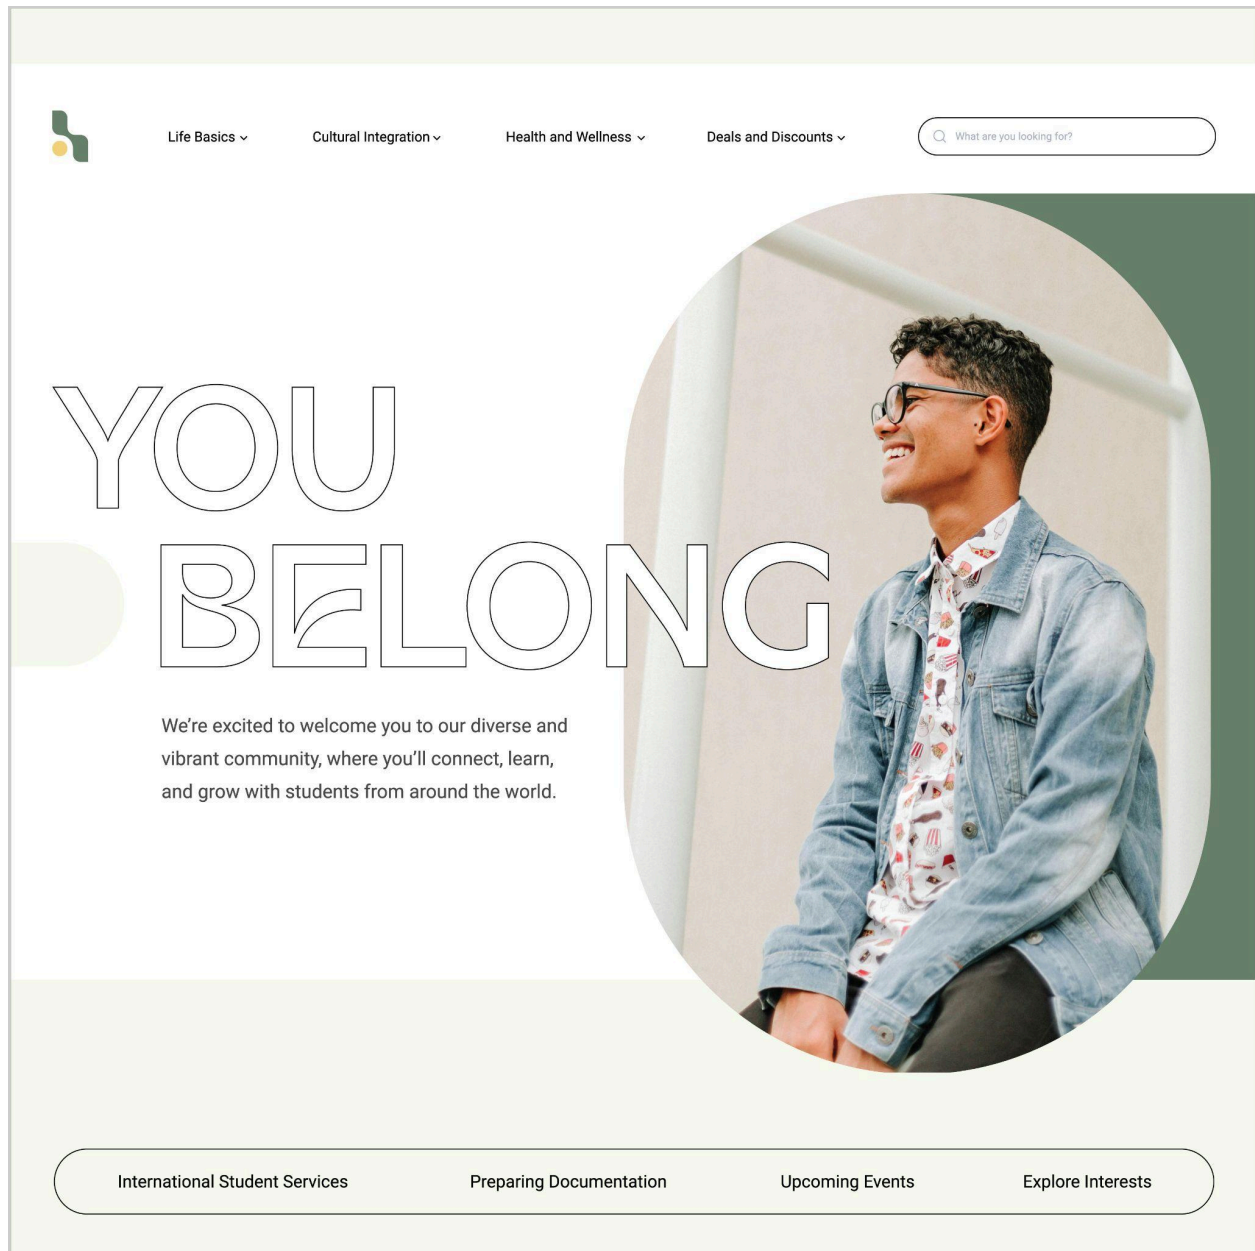 Life Basics
Cultural Integration
Health and Wellness
Deals and Discounts
What are you looking for?
YOU
BELONG
We're excited to welcome you to our diverse and
vibrant community, where you'll connect, learn,
and grow with students from around the world.
International Student Services
Preparing Documentation
Upcoming Events
Explore Interests